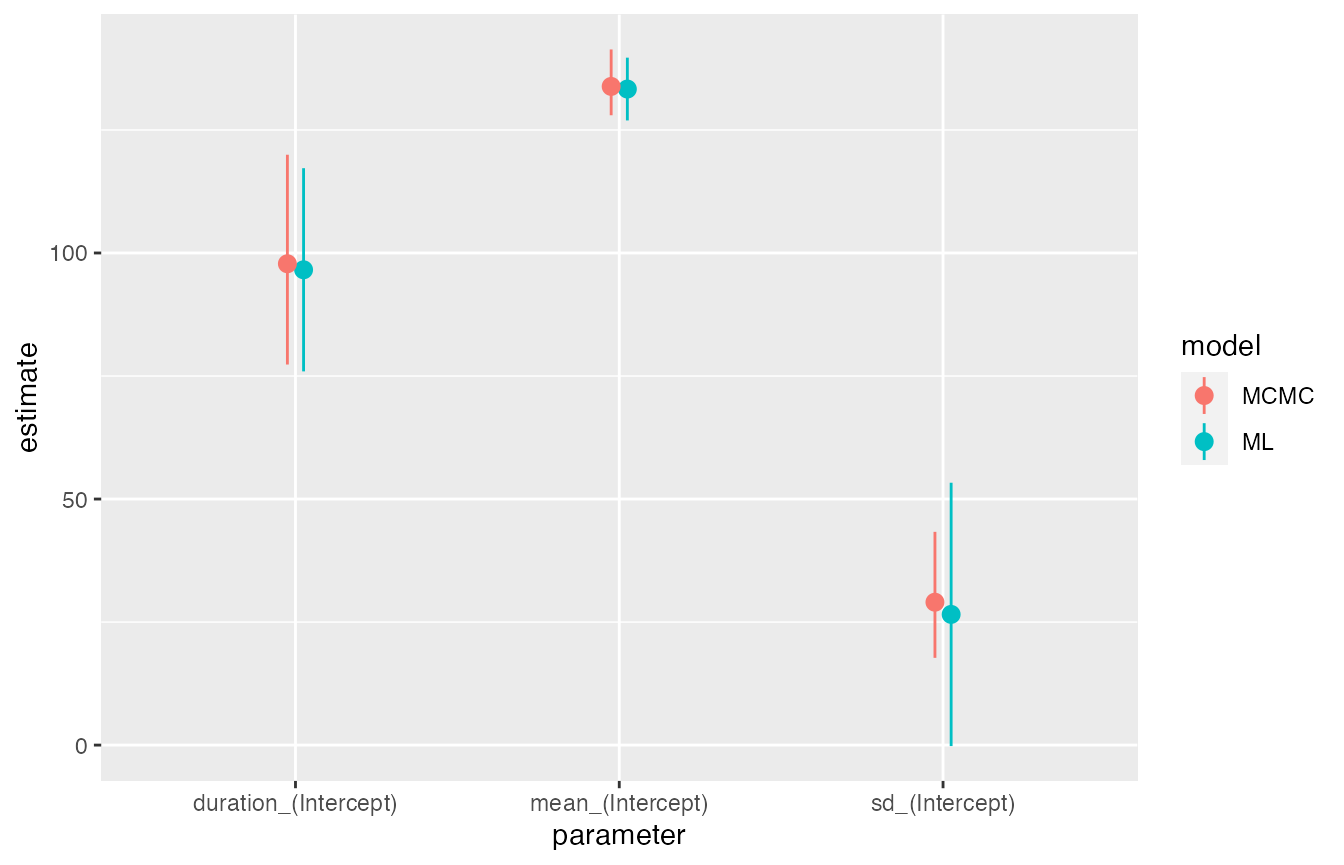 estimate
100
50
0
duration_(Intercept)
mean_(Intercept)
sd_(Intercept)
parameter
model
MCMC
ML